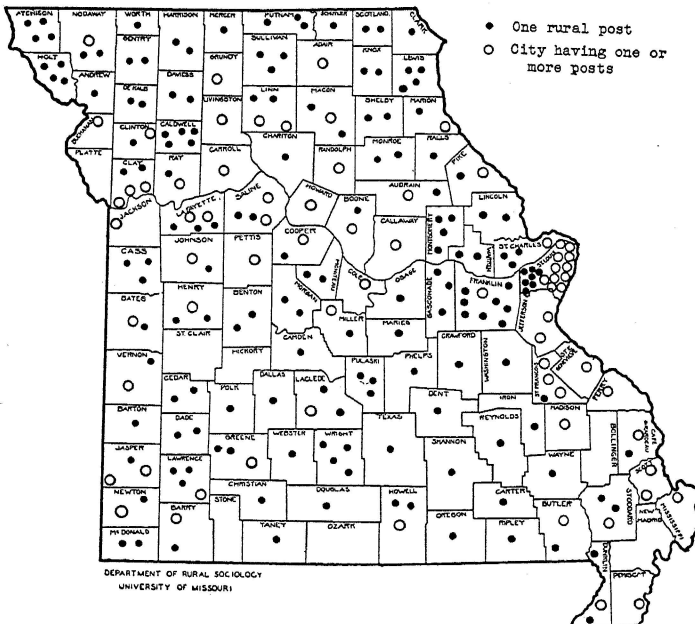 One rural post
City having one or
more posts
ATCHISON NODAWAY WORTH HARRISON MERCER PUTNAM SCHUYLER SCOTLAND CLARK
GENTRY SULLIVAN ADAIR KNOX LEWIS
HOLT ANDREW DE KALB DAVIESS GRUNDY LINN MACON SHELBY MARION
BUCHANAN CLINTON CALDWELL LIVINGSTON CHARITON MONROE RALLS
PLATTE CLAY RAY CARROLL RANDOLPH AUDRAIN PIKE
JACKSON LAFAYETTE SALINE HOWARD BOONE CALLAWAY MONTGOMERY LINCOLN
CASS JOHNSON PETTIS COOPER MONITEAU COLE OSAGE GASCONADE WARREN ST CHARLES ST LOUIS
FRANKLIN JEFFERSON
BATES HENRY BENTON MORGAN MILLER MARIES
ST. CLAIR HICKORY CAMDEN PULASKI PHELPS CRAWFORD WASHINGTON ST FRANCIS STE GENEVIEVE PERRY
VERNON CEDAR POLK DALLAS LACLEDE DENT IRON MADISON
BARTON DADE GREENE WEBSTER WRIGHT TEXAS SHANNON REYNOLDS WAYNE BOLLINGER CAPE GIRARDEAU
JASPER LAWRENCE CHRISTIAN DOUGLAS HOWELL CARTER BUTLER STODDARD SCOTT
NEWTON BARRY STONE TANEY OZARK OREGON RIPLEY NEW MADRID MISSISSIPPI
McDONALD DUNKLIN PEMISCOT
DEPARTMENT OF RURAL SOCIOLOGY
UNIVERSITY OF MISSOURI